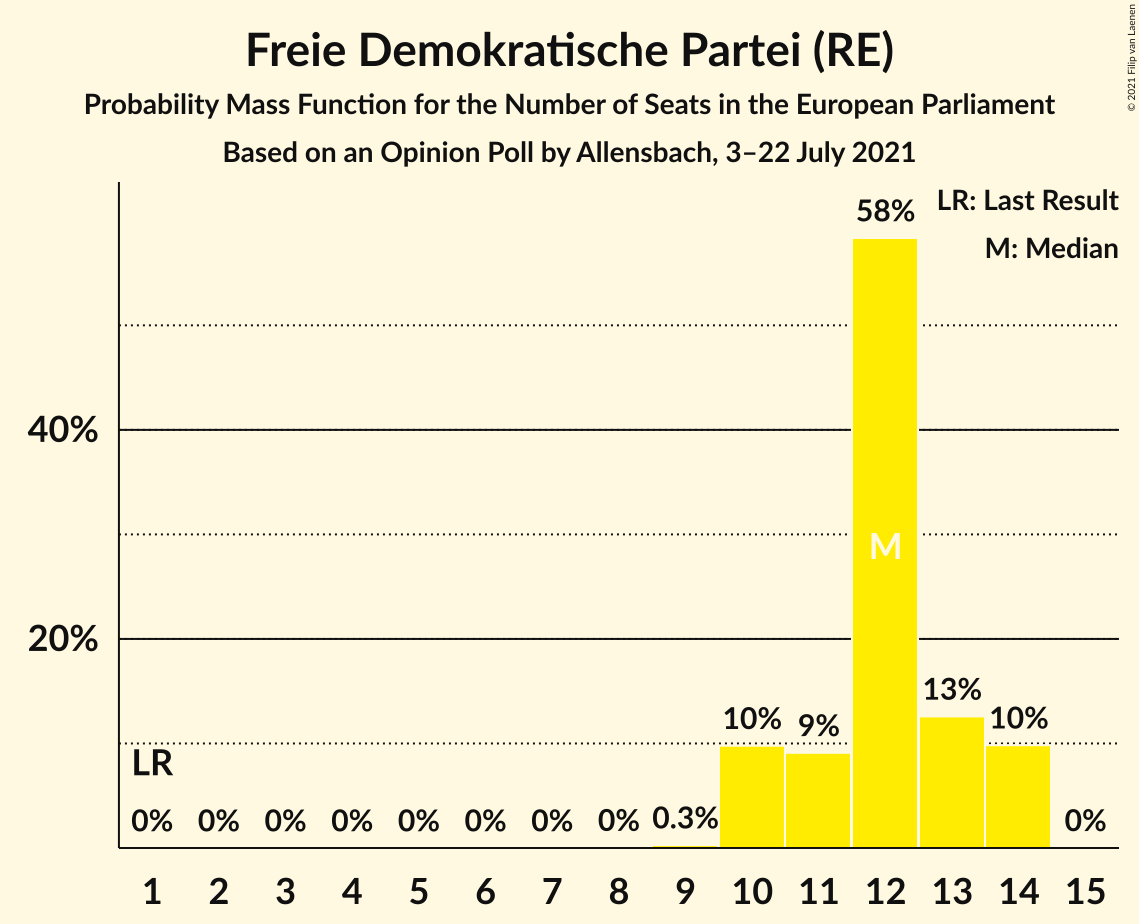 Freie Demokratische Partei (RE)
Probability Mass Function for the Number of Seats in the European Parliament
Based on an Opinion Poll by Allensbach, 3–22 July 2021
© 2021 Filip van Laenen
LR: Last Result
M: Median
58%
40%
M
20%
13%
10% 9% 10%
LR
0% 0% 0% 0% 0% 0% 0% 0% 0.3% 0%
1 2 3 4 5 6 7 8 9 10 11 12 13 14 15